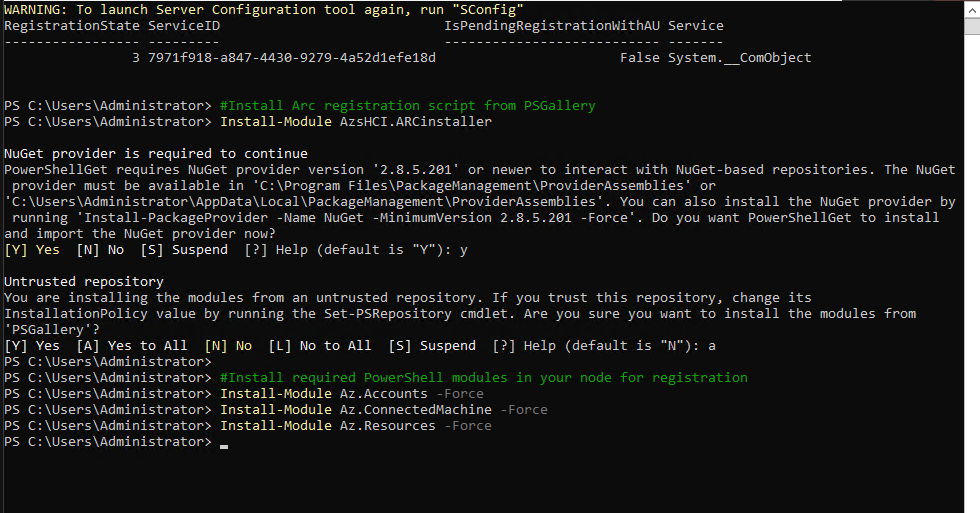 WARNING: To launch Server Configuration tool again, run "SConfig"
RegistrationState ServiceID                            IsPendingRegistrationWithAU Service
----------------- ---------                            --------------------------- -------
                3 7971f918-a847-4430-9279-4a52d1efe18d                       False System.__ComObject
PS C:\Users\Administrator> #Install Arc registration script from PSGallery
PS C:\Users\Administrator> Install-Module AzsHCI.ARCinstaller
NuGet provider is required to continue
PowerShellGet requires NuGet provider version '2.8.5.201' or newer to interact with NuGet-based repositories. The NuGet
 provider must be available in 'C:\Program Files\PackageManagement\ProviderAssemblies' or
'C:\Users\Administrator\AppData\Local\PackageManagement\ProviderAssemblies'. You can also install the NuGet provider by
 running 'Install-PackageProvider -Name NuGet -MinimumVersion 2.8.5.201 -Force'. Do you want PowerShellGet to install
and import the NuGet provider now?
[Y] Yes  [N] No  [S] Suspend  [?] Help (default is "Y"): y
Untrusted repository
You are installing the modules from an untrusted repository. If you trust this repository, change its
InstallationPolicy value by running the Set-PSRepository cmdlet. Are you sure you want to install the modules from
'PSGallery'?
[Y] Yes  [A] Yes to All  [N] No  [L] No to All  [S] Suspend  [?] Help (default is "N"): a
PS C:\Users\Administrator>
PS C:\Users\Administrator> #Install required PowerShell modules in your node for registration
PS C:\Users\Administrator> Install-Module Az.Accounts -Force
PS C:\Users\Administrator> Install-Module Az.ConnectedMachine -Force
PS C:\Users\Administrator> Install-Module Az.Resources -Force
PS C:\Users\Administrator>